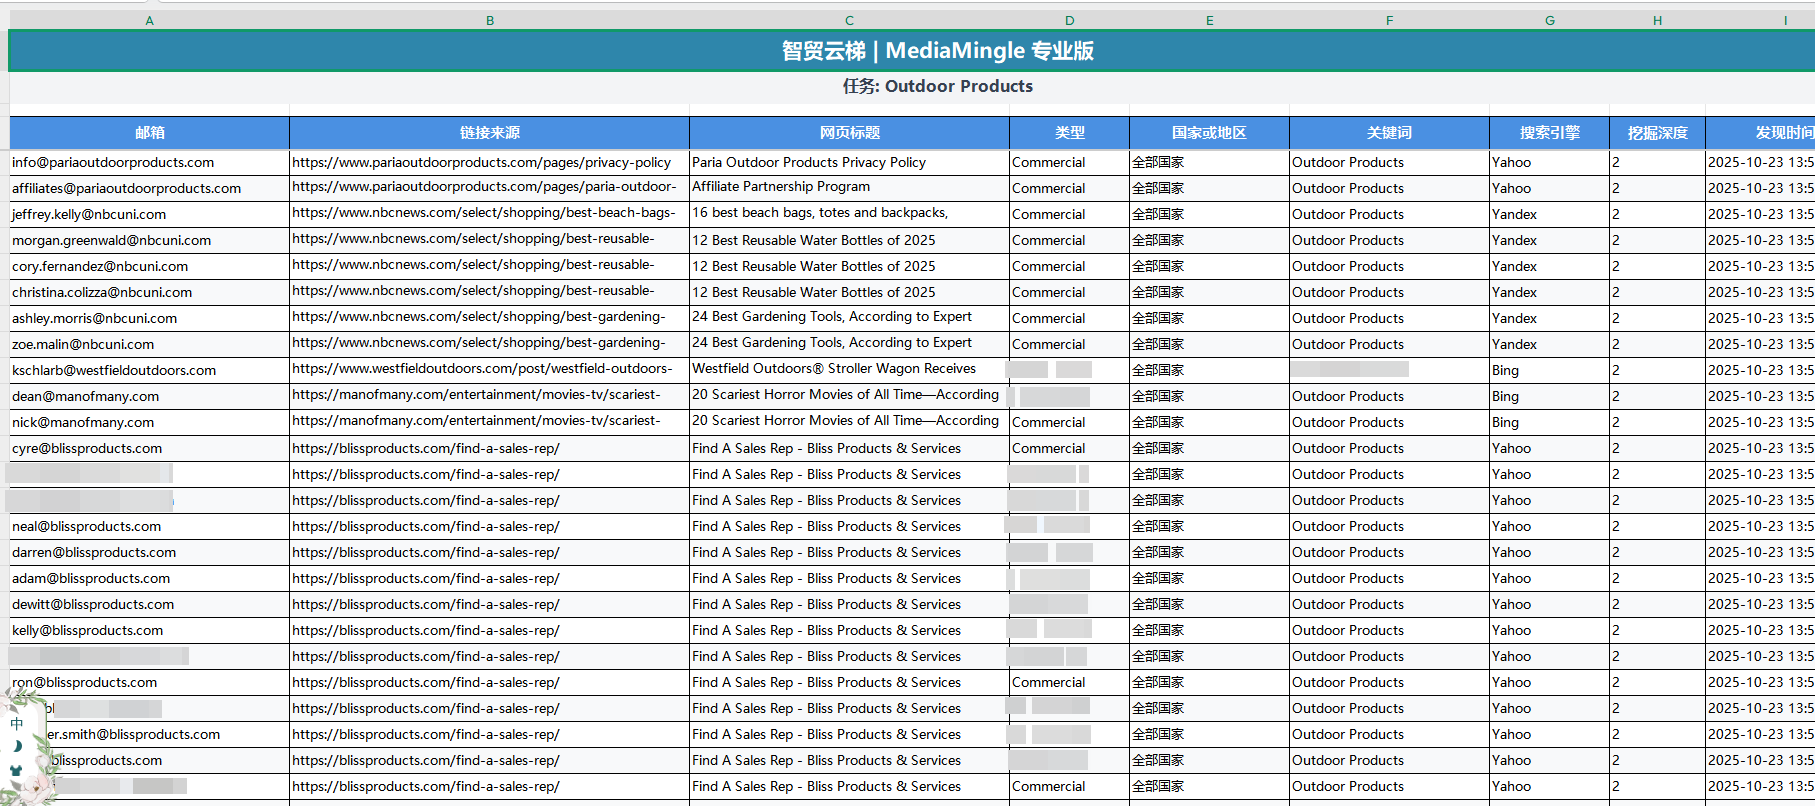 A B C D E F G H I
智贸云梯 | MediaMingle 专业版
任务: Outdoor Products
邮箱 链接来源 网页标题 类型 国家或地区 关键词 搜索引擎 挖掘深度 发现时间
info@pariaoutdoorproducts.com https://www.pariaoutdoorproducts.com/pages/privacy-policy Paria Outdoor Products Privacy Policy Commercial 全部国家 Outdoor Products Yahoo 2 2025-10-23 13:5
affiliates@pariaoutdoorproducts.com https://www.pariaoutdoorproducts.com/pages/paria-outdoor- Affiliate Partnership Program Commercial 全部国家 Outdoor Products Yahoo 2 2025-10-23 13:5
jeffrey.kelly@nbcuni.com https://www.nbcnews.com/select/shopping/best-beach-bags- 16 best beach bags, totes and backpacks, Commercial 全部国家 Outdoor Products Yandex 2 2025-10-23 13:5
morgan.greenwald@nbcuni.com https://www.nbcnews.com/select/shopping/best-reusable- 12 Best Reusable Water Bottles of 2025 Commercial 全部国家 Outdoor Products Yandex 2 2025-10-23 13:5
cory.fernandez@nbcuni.com https://www.nbcnews.com/select/shopping/best-reusable- 12 Best Reusable Water Bottles of 2025 Commercial 全部国家 Outdoor Products Yandex 2 2025-10-23 13:5
christina.colizza@nbcuni.com https://www.nbcnews.com/select/shopping/best-reusable- 12 Best Reusable Water Bottles of 2025 Commercial 全部国家 Outdoor Products Yandex 2 2025-10-23 13:5
ashley.morris@nbcuni.com https://www.nbcnews.com/select/shopping/best-gardening- 24 Best Gardening Tools, According to Expert Commercial 全部国家 Outdoor Products Yandex 2 2025-10-23 13:5
zoe.malin@nbcuni.com https://www.nbcnews.com/select/shopping/best-gardening- 24 Best Gardening Tools, According to Expert Commercial 全部国家 Outdoor Products Yandex 2 2025-10-23 13:5
kschlarb@westfieldoutdoors.com https://www.westfieldoutdoors.com/post/westfield-outdoors- Westfield Outdoors® Stroller Wagon Receives 全部国家 Bing 2 2025-10-23 13:5
dean@manofmany.com https://manofmany.com/entertainment/movies-tv/scariest- 20 Scariest Horror Movies of All Time—According 全部国家 Outdoor Products Bing 2 2025-10-23 13:5
nick@manofmany.com https://manofmany.com/entertainment/movies-tv/scariest- 20 Scariest Horror Movies of All Time—According Commercial 全部国家 Outdoor Products Bing 2 2025-10-23 13:5
cyre@blissproducts.com https://blissproducts.com/find-a-sales-rep/ Find A Sales Rep - Bliss Products & Services Commercial 全部国家 Outdoor Products Yahoo 2 2025-10-23 13:5
https://blissproducts.com/find-a-sales-rep/ Find A Sales Rep - Bliss Products & Services 全部国家 Outdoor Products Yahoo 2 2025-10-23 13:5
https://blissproducts.com/find-a-sales-rep/ Find A Sales Rep - Bliss Products & Services 全部国家 Outdoor Products Yahoo 2 2025-10-23 13:5
neal@blissproducts.com https://blissproducts.com/find-a-sales-rep/ Find A Sales Rep - Bliss Products & Services 全部国家 Outdoor Products Yahoo 2 2025-10-23 13:5
darren@blissproducts.com https://blissproducts.com/find-a-sales-rep/ Find A Sales Rep - Bliss Products & Services 全部国家 Outdoor Products Yahoo 2 2025-10-23 13:5
adam@blissproducts.com https://blissproducts.com/find-a-sales-rep/ Find A Sales Rep - Bliss Products & Services 全部国家 Outdoor Products Yahoo 2 2025-10-23 13:5
dewitt@blissproducts.com https://blissproducts.com/find-a-sales-rep/ Find A Sales Rep - Bliss Products & Services 全部国家 Outdoor Products Yahoo 2 2025-10-23 13:5
kelly@blissproducts.com https://blissproducts.com/find-a-sales-rep/ Find A Sales Rep - Bliss Products & Services 全部国家 Outdoor Products Yahoo 2 2025-10-23 13:5
https://blissproducts.com/find-a-sales-rep/ Find A Sales Rep - Bliss Products & Services 全部国家 Outdoor Products Yahoo 2 2025-10-23 13:5
ron@blissproducts.com https://blissproducts.com/find-a-sales-rep/ Find A Sales Rep - Bliss Products & Services Commercial 全部国家 Outdoor Products Yahoo 2 2025-10-23 13:5
https://blissproducts.com/find-a-sales-rep/ Find A Sales Rep - Bliss Products & Services 全部国家 Outdoor Products Yahoo 2 2025-10-23 13:5
中
er.smith@blissproducts.com https://blissproducts.com/find-a-sales-rep/ Find A Sales Rep - Bliss Products & Services 全部国家 Outdoor Products Yahoo 2 2025-10-23 13:5
blissproducts.com https://blissproducts.com/find-a-sales-rep/ Find A Sales Rep - Bliss Products & Services 全部国家 Outdoor Products Yahoo 2 2025-10-23 13:5
https://blissproducts.com/find-a-sales-rep/ Find A Sales Rep - Bliss Products & Services Commercial 全部国家 Outdoor Products Yahoo 2 2025-10-23 13:5